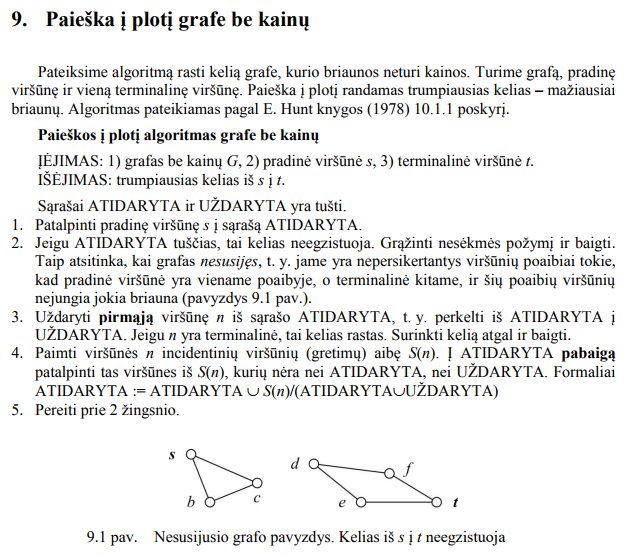 9. Paieška į plotį grafe be kainų
Pateiksime algoritmą rasti kelią grafe, kurio briaunos neturi kainos. Turime grafą, pradinę
viršūnę ir vieną terminalinę viršūnę. Paieška į plotį randamas trumpiausias kelias – mažiausiai
briaunų. Algoritmas pateikiamas pagal E. Hunt knygos (1978) 10.1.1 poskyrį.
Paieškos į plotį algoritmas grafe be kainų
ĮĖJIMAS: 1) grafas be kainų G, 2) pradinė viršūnė s, 3) terminalinė viršūnė t.
IŠĖJIMAS: trumpiausias kelias iš s į t.
Sąrašai ATIDARYTA ir UŽDARYTA yra tušti.
1. Patalpinti pradinę viršūnę s į sąrašą ATIDARYTA.
2. Jeigu ATIDARYTA tuščias, tai kelias neegzistuoja. Grąžinti nesėkmės požymį ir baigti.
Taip atsitinka, kai grafas nesusijęs, t. y. jame yra nepersikertantys viršūnių poaibiai tokie,
kad pradinė viršūnė yra viename poaibyje, o terminalinė kitame, ir šių poaibių viršūnių
nejungia jokia briauna (pavyzdys 9.1 pav.).
3. Uždaryti pirmąją viršūnę n iš sąrašo ATIDARYTA, t. y. perkelti iš ATIDARYTA į
UŽDARYTA. Jeigu n yra terminalinė, tai kelias rastas. Surinkti kelią atgal ir baigti.
4. Paimti viršūnės n incidentinių viršūnių (gretimų) aibę S(n). Į ATIDARYTA pabaigą
patalpinti tas viršūnes iš S(n), kurių nėra nei ATIDARYTA, nei UŽDARYTA. Formaliai
ATIDARYTA := ATIDARYTA ∪ S(n)/(ATIDARYTA∪UŽDARYTA)
5. Pereiti prie 2 žingsnio.
s d f
b c e t
9.1 pav. Nesusijusio grafo pavyzdys. Kelias iš s į t neegzistuoja